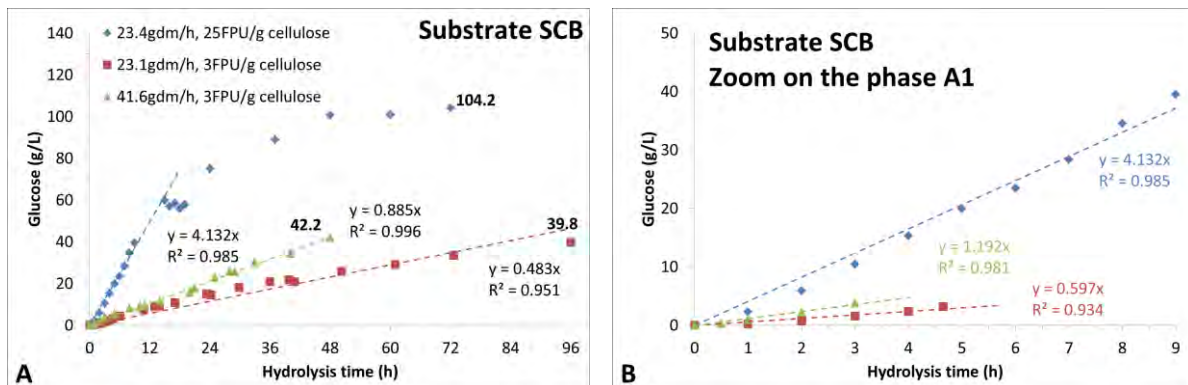 Substrate SCB
23.4gdm/h, 25FPU/g cellulose
23.1gdm/h, 3FPU/g cellulose
41.6gdm/h, 3FPU/g cellulose
Glucose (g/L)
140
120
100
80
60
40
20
0
104.2
y = 4.132x
R² = 0.985
42.2
y = 0.885x
R² = 0.996
39.8
y = 0.483x
R² = 0.951
0 12 24 36 48 60 72 84 96
Hydrolysis time (h)
A
Substrate SCB
Zoom on the phase A1
Glucose (g/L)
50
40
30
20
10
0
y = 4.132x
R² = 0.985
y = 1.192x
R² = 0.981
y = 0.597x
R² = 0.934
0 1 2 3 4 5 6 7 8 9
Hydrolysis time (h)
B